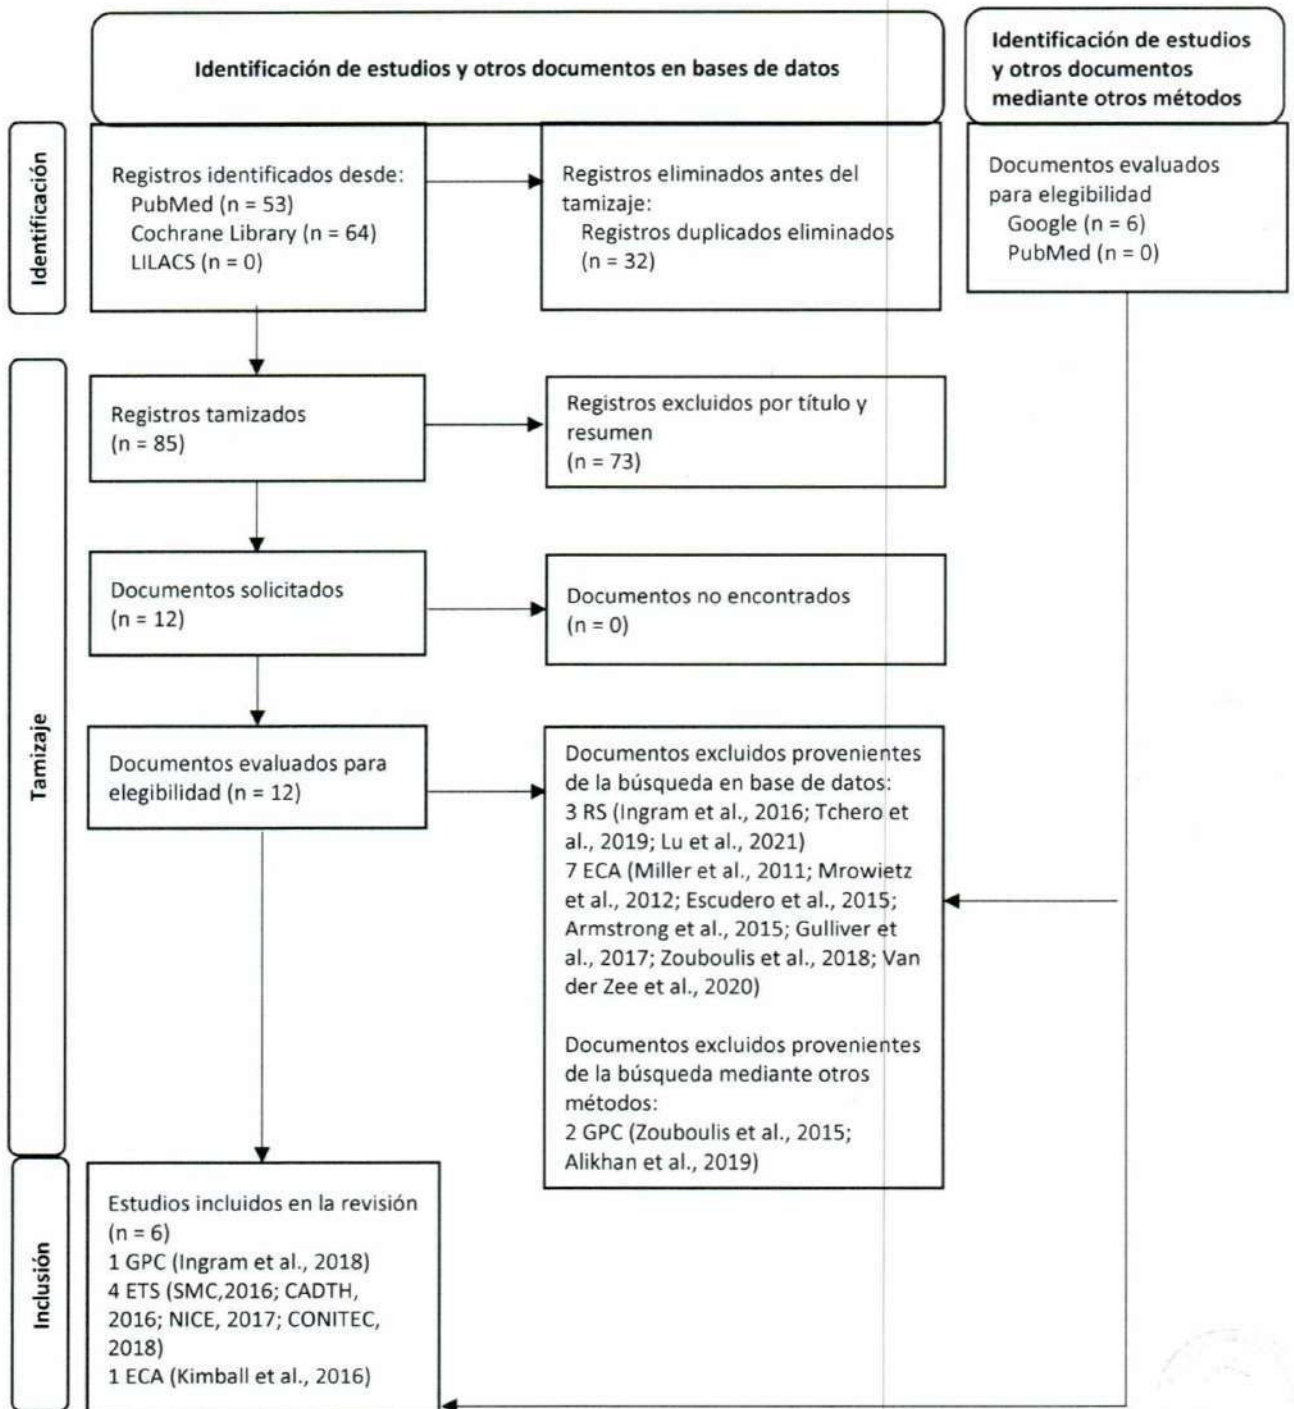 Identificación de estudios y otros documentos en bases de datos
Identificación de estudios
y otros documentos
mediante otros métodos
Identificación
Registros identificados desde:
PubMed (n = 53)
Cochrane Library (n = 64)
LILACS (n = 0)
Registros eliminados antes del
tamizaje:
Registros duplicados eliminados
(n = 32)
Documentos evaluados
para elegibilidad
Google (n = 6)
PubMed (n = 0)
Tamizaje
Registros tamizados
(n = 85)
Registros excluidos por título y
resumen
(n = 73)
Documentos solicitados
(n = 12)
Documentos no encontrados
(n = 0)
Documentos evaluados para
elegibilidad (n = 12)
Documentos excluidos provenientes
de la búsqueda en base de datos:
3 RS (Ingram et al., 2016; Tchero et
al., 2019; Lu et al., 2021)
7 ECA (Miller et al., 2011; Mrowietz
et al., 2012; Escudero et al., 2015;
Armstrong et al., 2015; Gulliver et
al., 2017; Zouboulis et al., 2018; Van
der Zee et al., 2020)
Documentos excluidos provenientes
de la búsqueda mediante otros
métodos:
2 GPC (Zouboulis et al., 2015;
Alikhan et al., 2019)
Inclusión
Estudios incluidos en la revisión
(n = 6)
1 GPC (Ingram et al., 2018)
4 ETS (SMC,2016; CADTH,
2016; NICE, 2017; CONITEC,
2018)
1 ECA (Kimball et al., 2016)